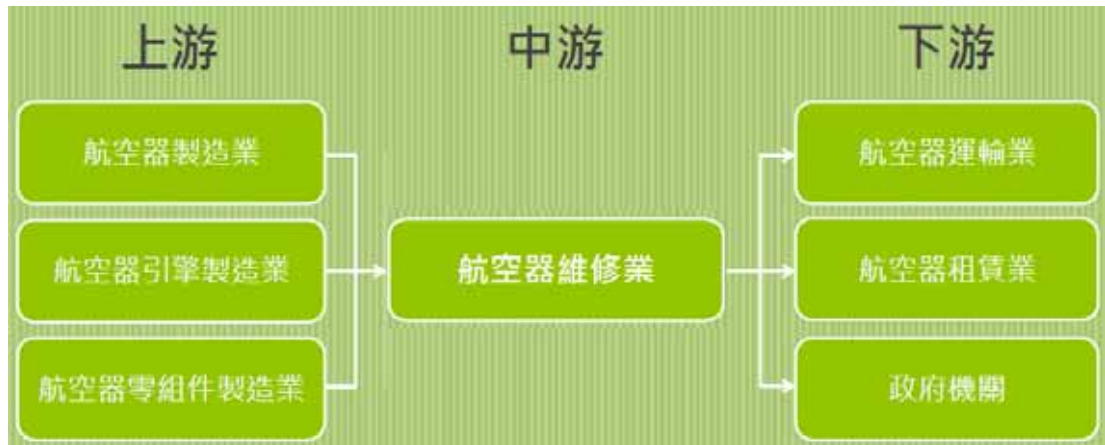 上游
中游
下游
航空器製造業
航空器引擎製造業
航空器零組件製造業
航空器維修業
航空器運輸業
航空器租賃業
政府機關